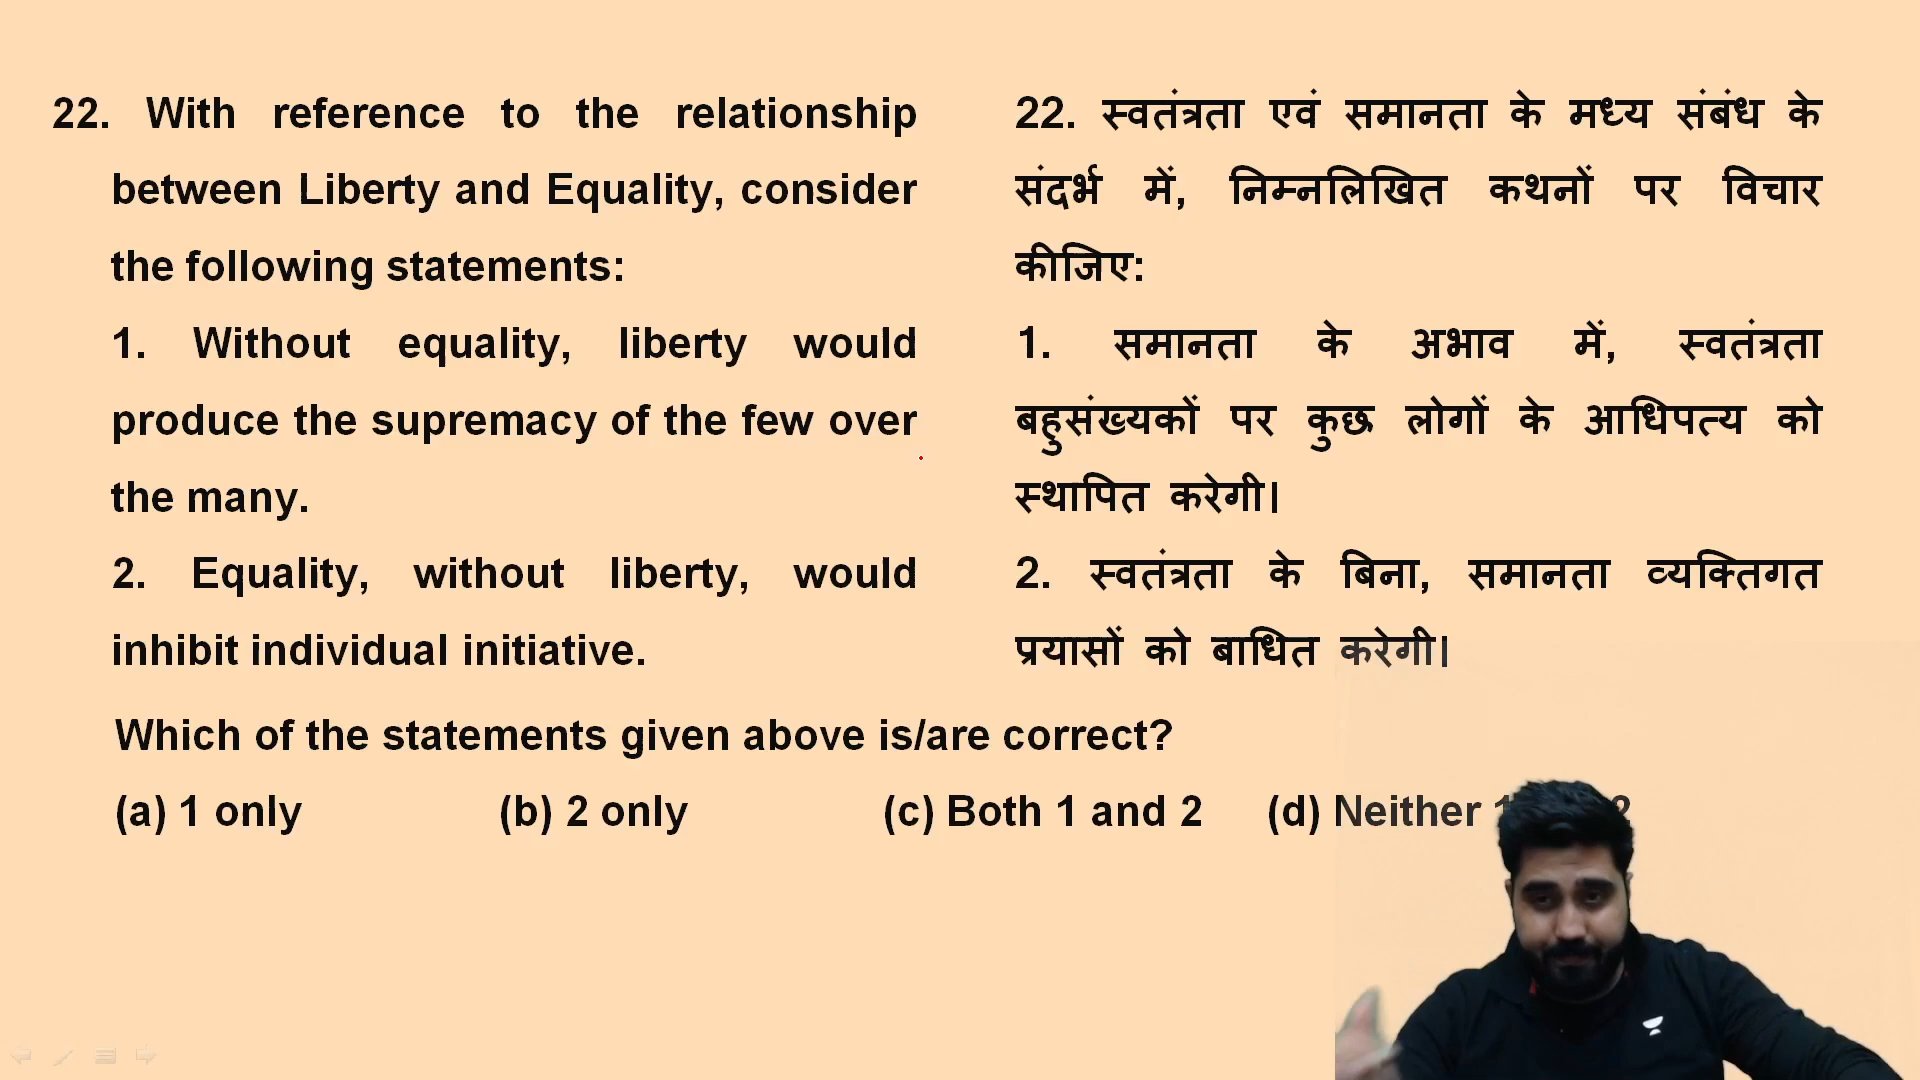 22. With reference to the relationship
between Liberty and Equality, consider
the following statements:
1. Without equality, liberty would
produce the supremacy of the few over
the many.
2. Equality, without liberty, would
inhibit individual initiative.
22. स्वतंत्रता एवं समानता के मध्य संबंध के
संदर्भ में, निम्नलिखित कथनों पर विचार
कीजिए:
1. समानता के अभाव में, स्वतंत्रता
बहुसंख्यकों पर कुछ लोगों के आधिपत्य को
स्थापित करेगी।
2. स्वतंत्रता के बिना, समानता व्यक्तिगत
प्रयासों को बाधित करेगी।
Which of the statements given above is/are correct?
(a) 1 only (b) 2 only (c) Both 1 and 2 (d) Neither 1 2